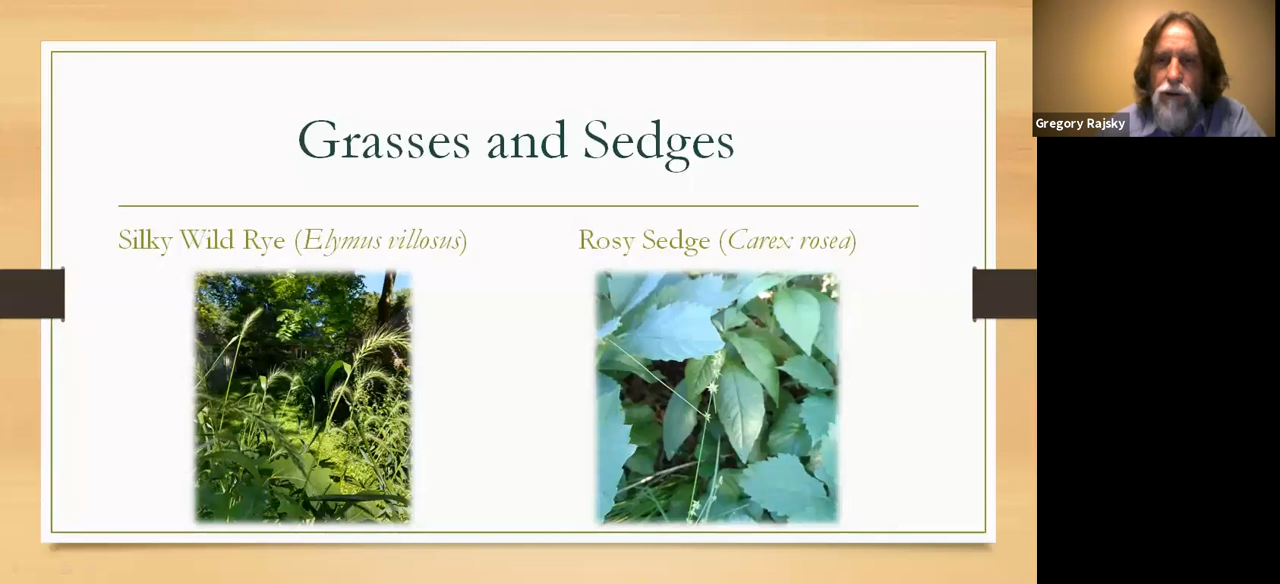 Grasses and Sedges
Silky Wild Rye (Elymus villosus)
Rosy Sedge (Carex rosea)
Gregory Rajsky